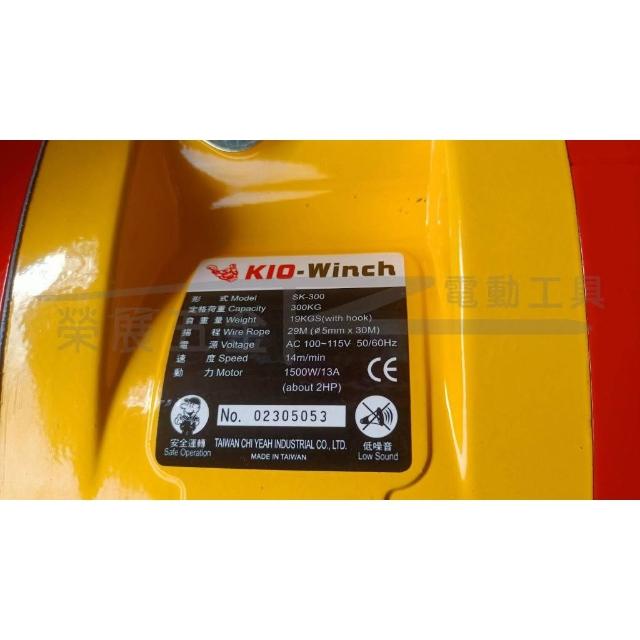 KIO-Winch
形 式 Model SK-300
定格荷重 Capacity 300KG
自 重 量 Weight 19KGS(with hook)
揚 程 Wire Rope 29M (Ø5mm x 30M)
電 源 Voltage AC 100~115V 50/60Hz
速 度 Speed 14m/min
動 力 Motor 1500W/13A
(about 2HP)
CE
No. 02305053
安全運轉
Safe Operation
TAIWAN CHI YEAH INDUSTRIAL CO., LTD.
MADE IN TAIWAN
低噪音
Low Sound
榮展
電動工具